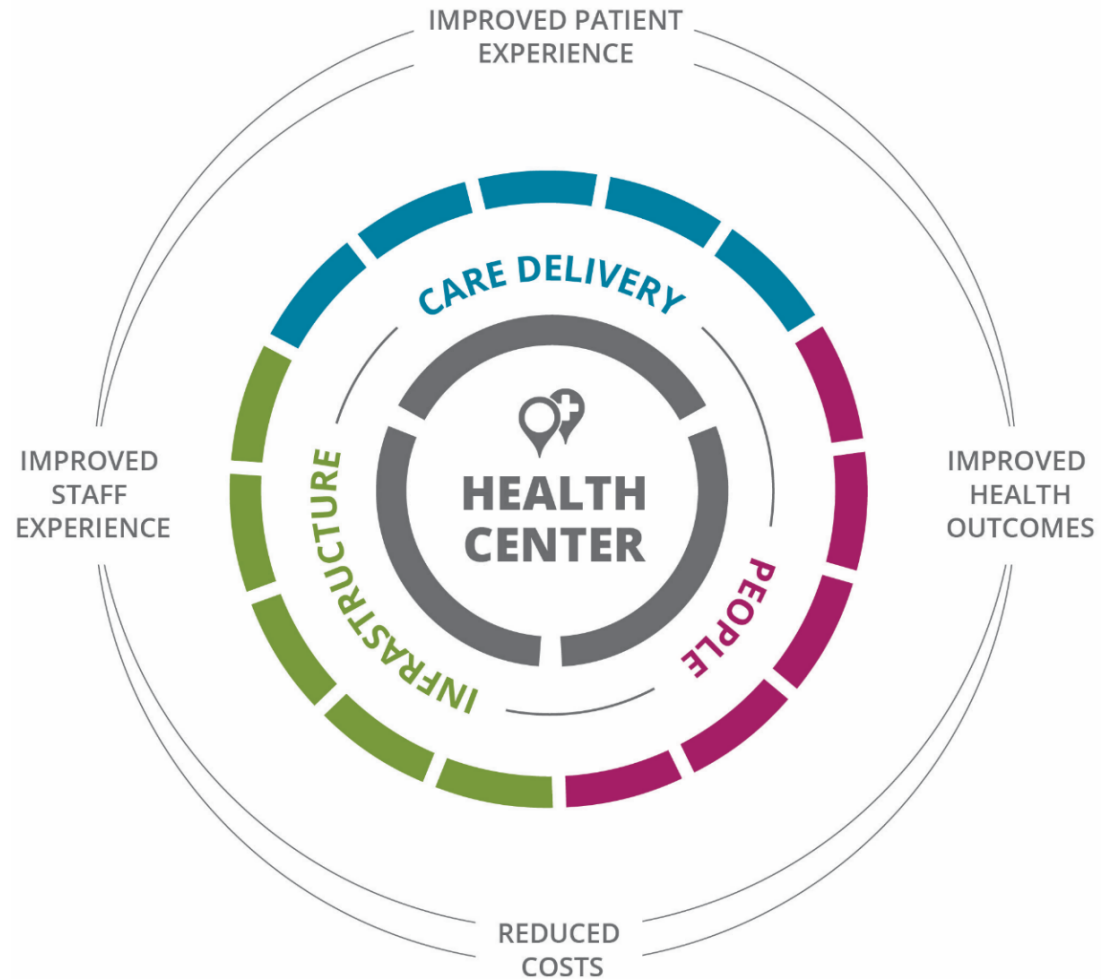 IMPROVED PATIENT
EXPERIENCE
CARE DELIVERY
HEALTH
CENTER
INFRASTRUCTURE
PEOPLE
IMPROVED
STAFF
EXPERIENCE
IMPROVED
HEALTH
OUTCOMES
REDUCED
COSTS